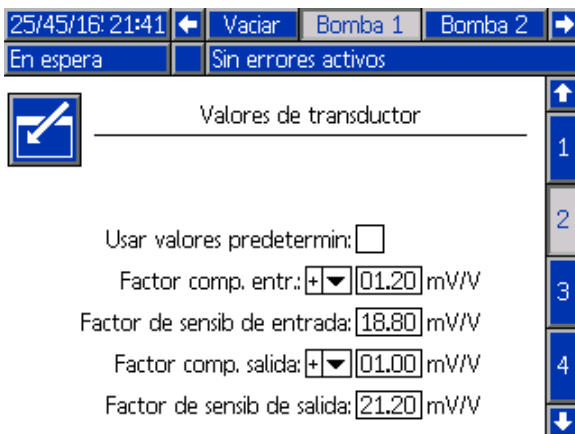 25/45/16 21:41 Vaciar Bomba 1 Bomba 2
En espera Sin errores activos
Valores de transductor
1
2
Usar valores predetermin:
Factor comp. entr.: + 01.20 mV/V
3
Factor de sensib de entrada: 18.80 mV/V
Factor comp. salida: + 01.00 mV/V
4
Factor de sensib de salida: 21.20 mV/V